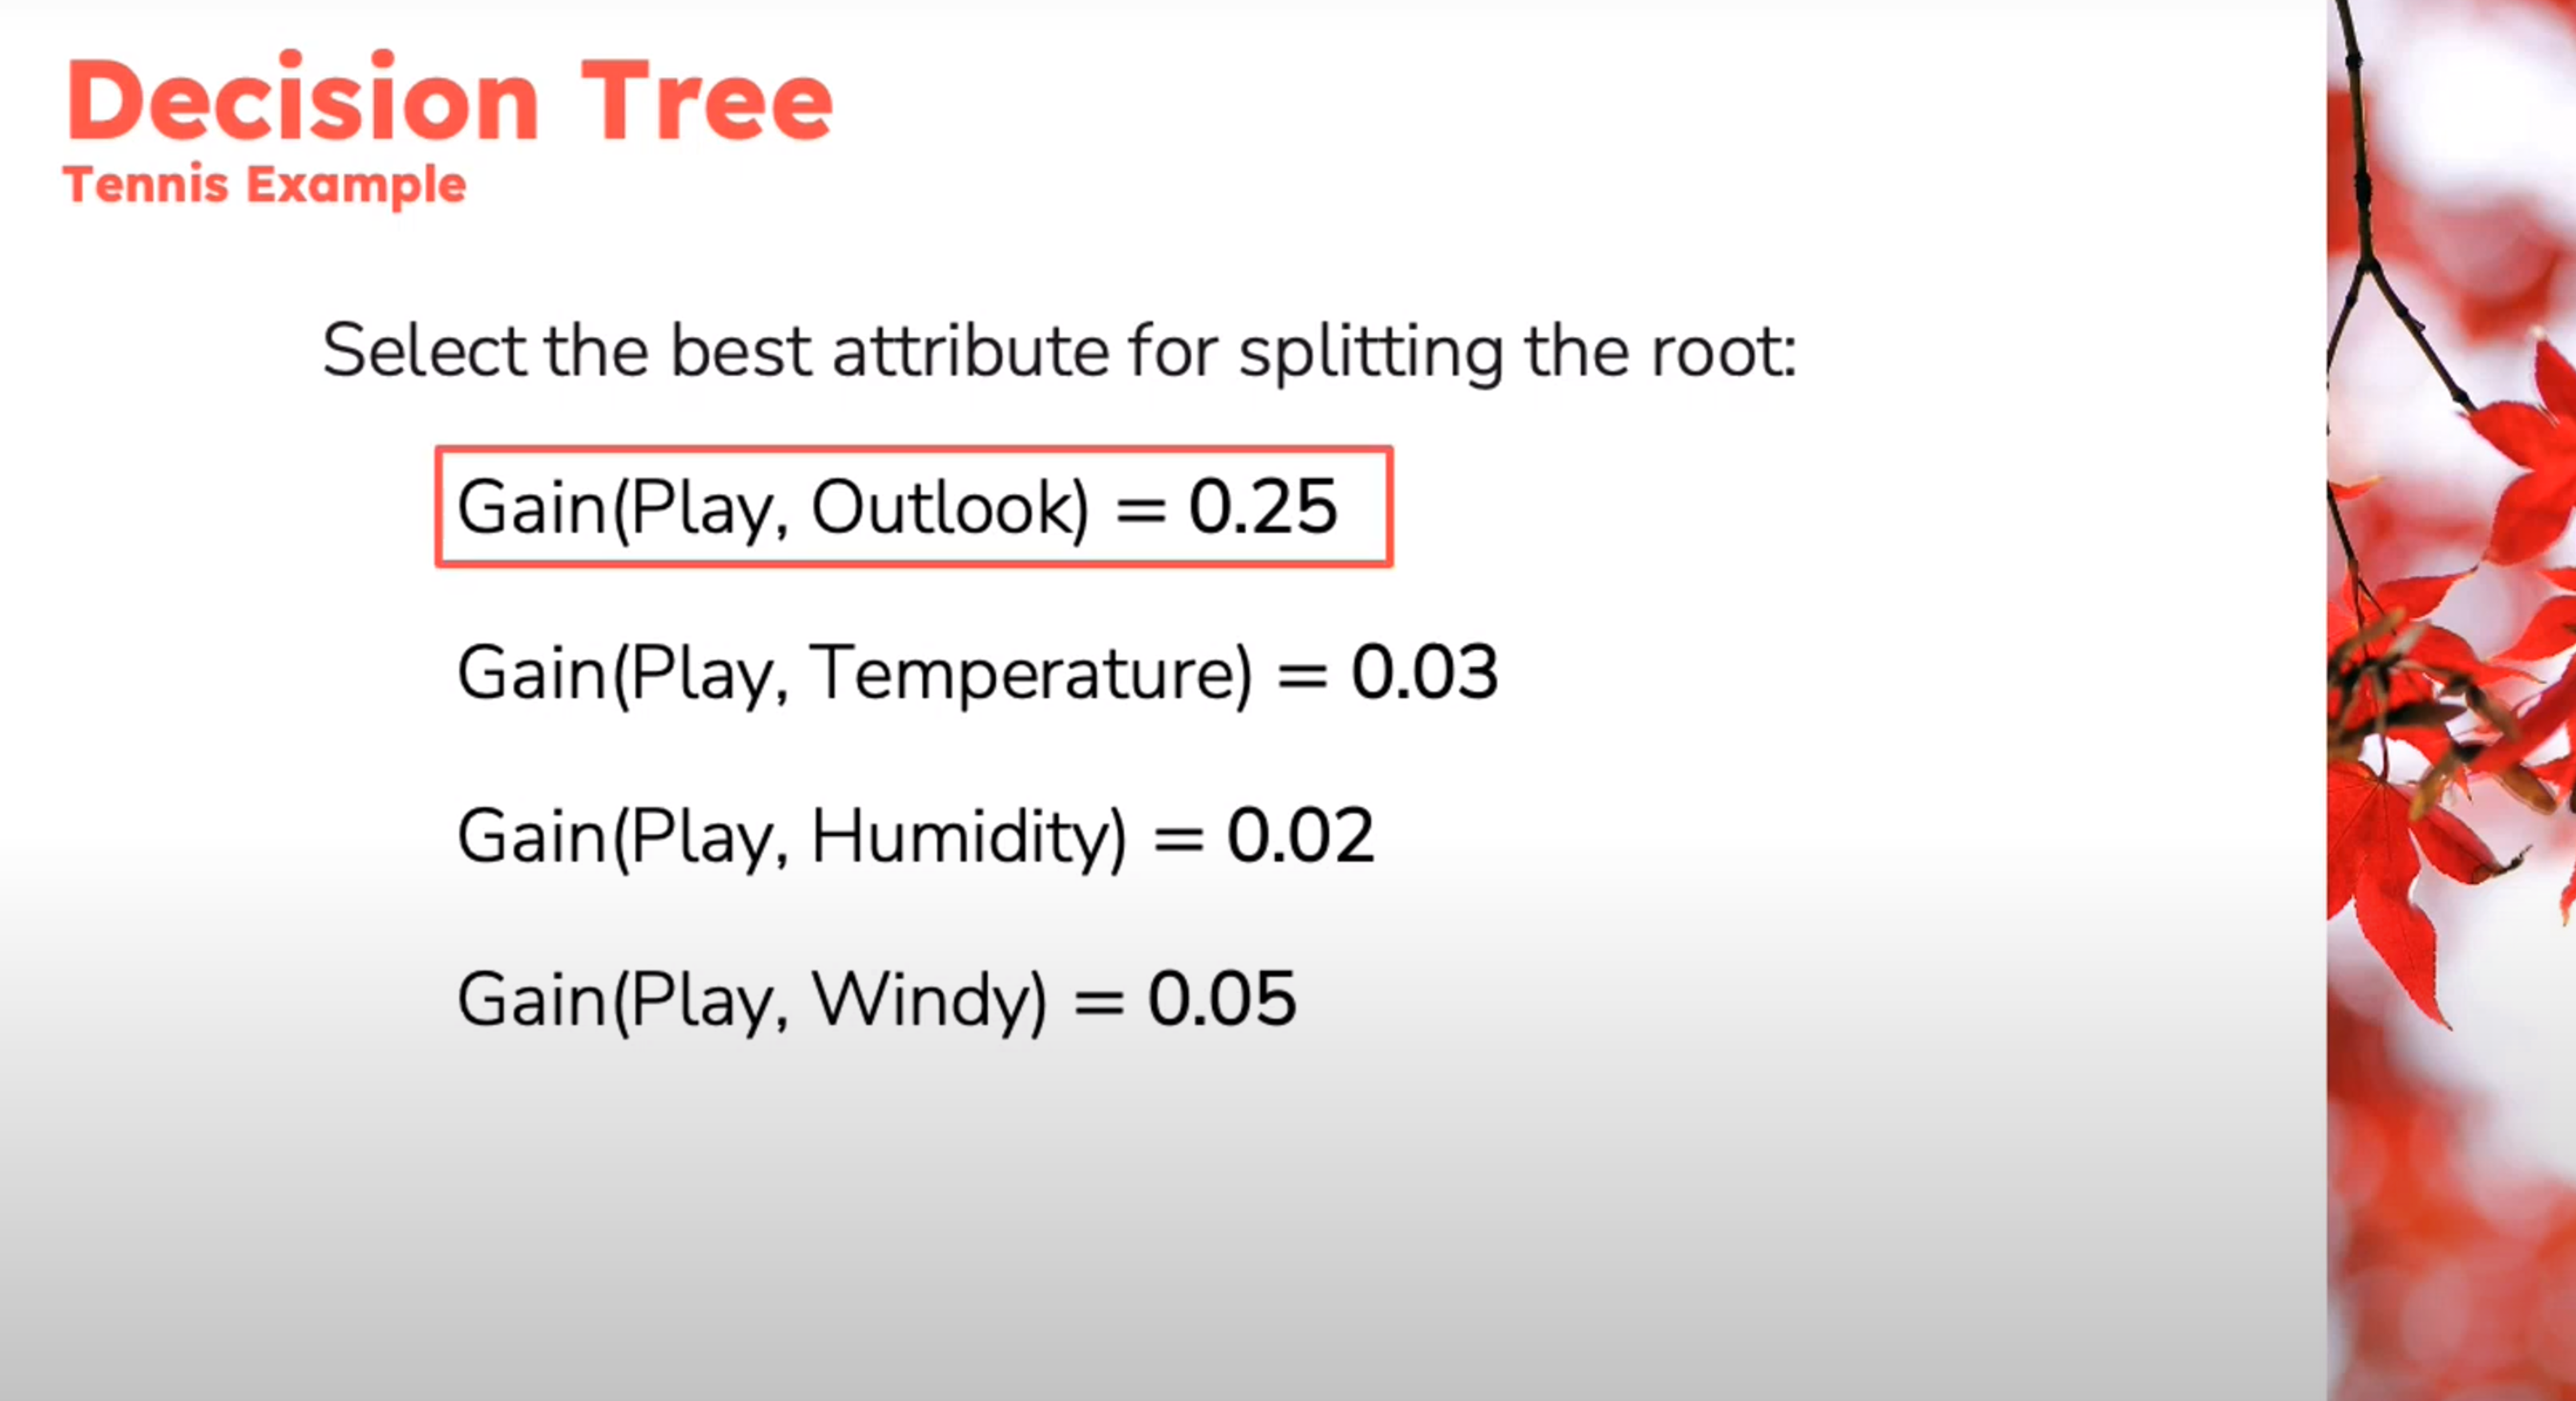 Decision Tree
Tennis Example
Select the best attribute for splitting the root:
Gain(Play, Outlook) = 0.25
Gain(Play, Temperature) = 0.03
Gain(Play, Humidity) = 0.02
Gain(Play, Windy) = 0.05